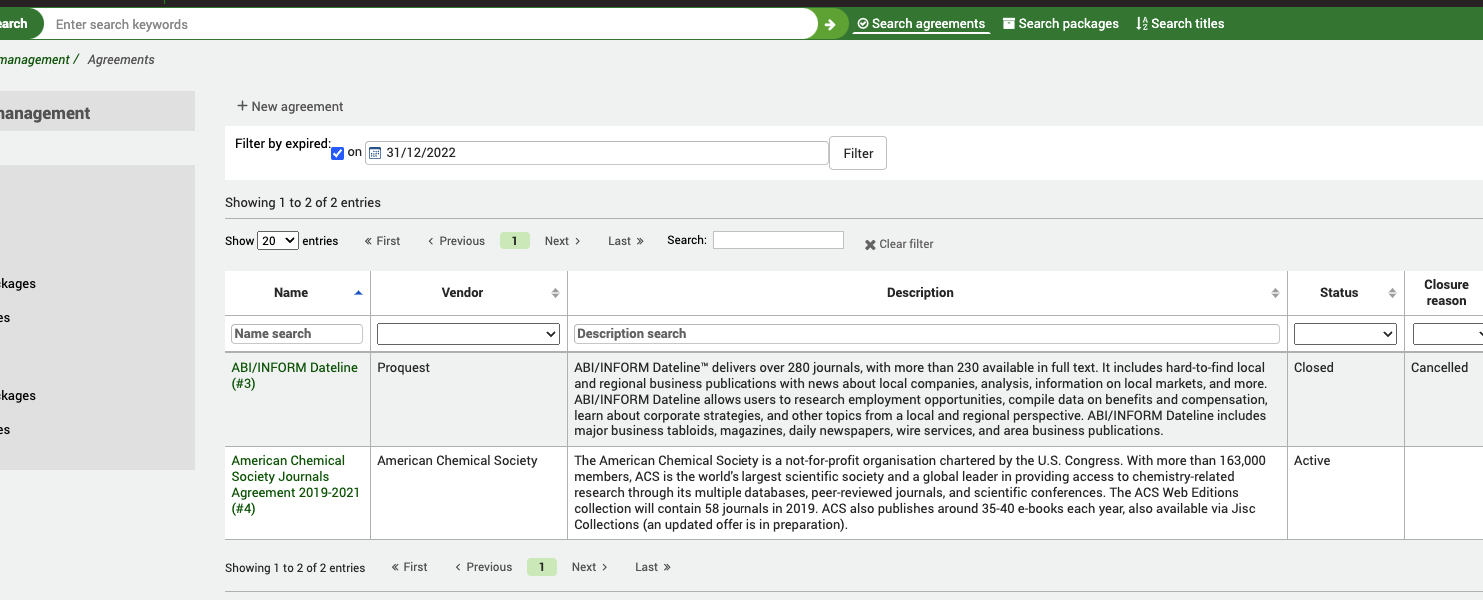 earch
Enter search keywords
Search agreements
Search packages
Search titles
management / Agreements
management
+ New agreement
Filter by expired:
on
31/12/2022
Filter
Showing 1 to 2 of 2 entries
Show 20 entries
« First
‹ Previous
1
Next ›
Last »
Search:
Clear filter
ckages
es
ckages
es
Name
Vendor
Description
Status
Closure
reason
Name search
Description search
ABI/INFORM Dateline
(#3)
Proquest
ABI/INFORM Dateline™ delivers over 280 journals, with more than 230 available in full text. It includes hard-to-find local
and regional business publications with news about local companies, analysis, information on local markets, and more.
ABI/INFORM Dateline allows users to research employment opportunities, compile data on benefits and compensation,
learn about corporate strategies, and other topics from a local and regional perspective. ABI/INFORM Dateline includes
major business tabloids, magazines, daily newspapers, wire services, and area business publications.
Closed
Cancelled
American Chemical
Society Journals
Agreement 2019-2021
(#4)
American Chemical Society
The American Chemical Society is a not-for-profit organisation chartered by the U.S. Congress. With more than 163,000
members, ACS is the world's largest scientific society and a global leader in providing access to chemistry-related
research through its multiple databases, peer-reviewed journals, and scientific conferences. The ACS Web Editions
collection will contain 58 journals in 2019. ACS also publishes around 35-40 e-books each year, also available via Jisc
Collections (an updated offer is in preparation).
Active
Showing 1 to 2 of 2 entries
« First
‹ Previous
1
Next ›
Last »